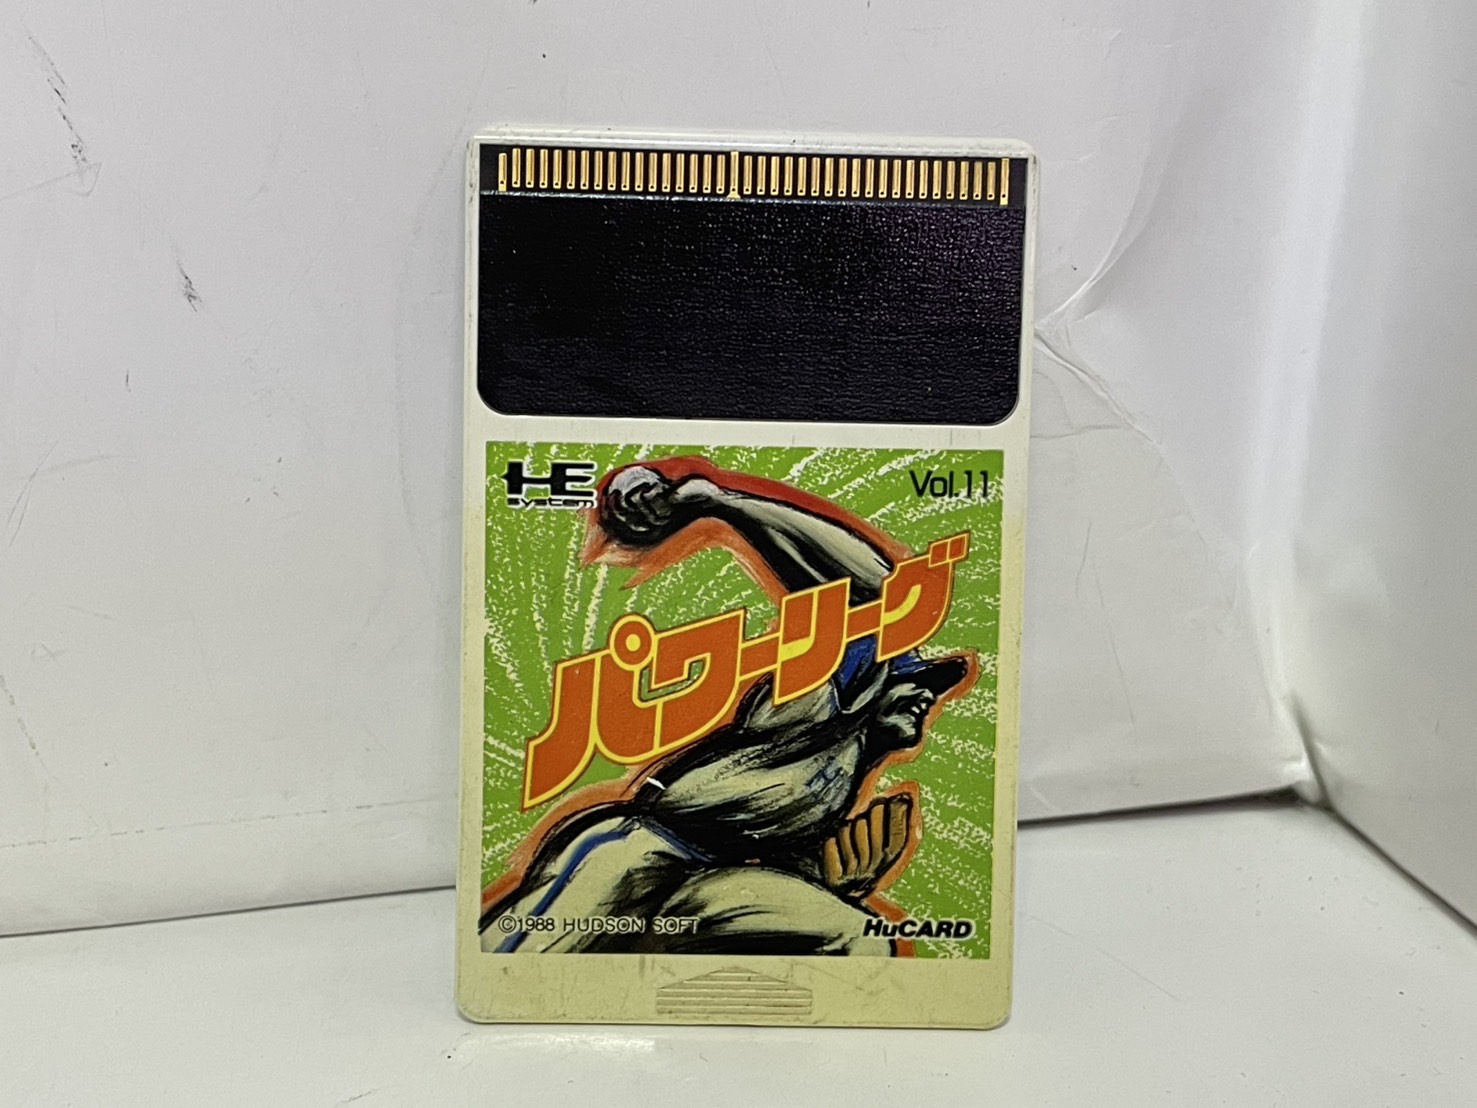 HE
system
Vol.11
パワーリーグ
©1988 HUDSON SOFT
HuCARD